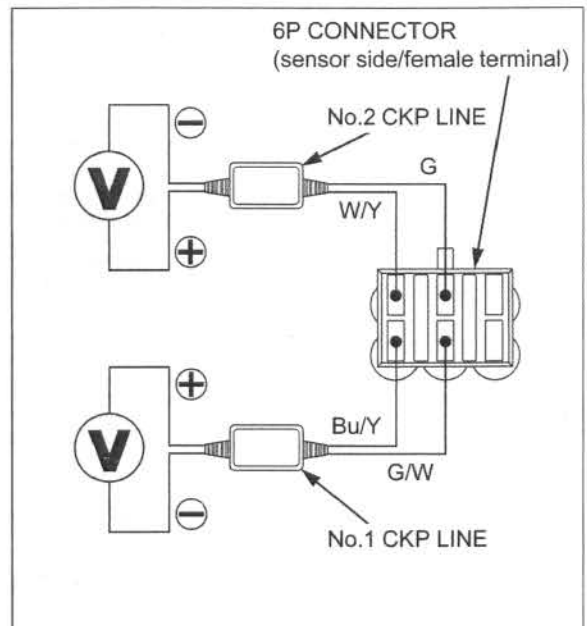 6P CONNECTOR
(sensor side/female terminal)
No.2 CKP LINE
G
W/Y
V
Bu/Y
V
G/W
No.1 CKP LINE